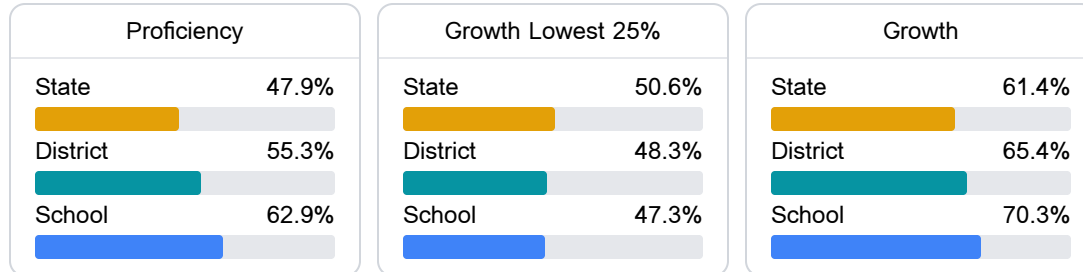 Proficiency
State 47.9%
District 55.3%
School 62.9%
Growth Lowest 25%
State 50.6%
District 48.3%
School 47.3%
Growth
State 61.4%
District 65.4%
School 70.3%